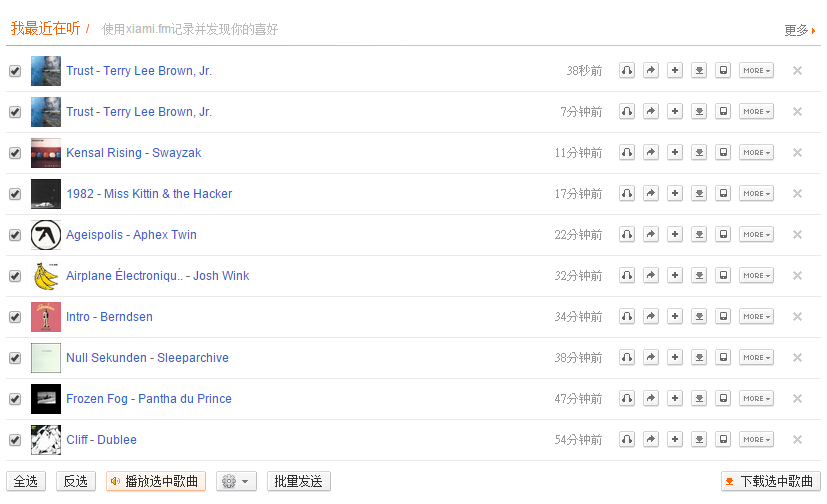 我最近在听 / 使用xiami.fm记录并发现你的喜好 更多
Trust - Terry Lee Brown, Jr. 38秒前 MORE
Trust - Terry Lee Brown, Jr. 7分钟前 MORE
Kensal Rising - Swayzak 11分钟前 MORE
1982 - Miss Kittin & the Hacker 17分钟前 MORE
Ageispolis - Aphex Twin 22分钟前 MORE
Airplane Électroniqu.. - Josh Wink 32分钟前 MORE
Intro - Berndsen 34分钟前 MORE
Null Sekunden - Sleeparchive 38分钟前 MORE
Frozen Fog - Pantha du Prince 47分钟前 MORE
Cliff - Dublee 54分钟前 MORE
全选 反选 播放选中歌曲 批量发送 下载选中歌曲